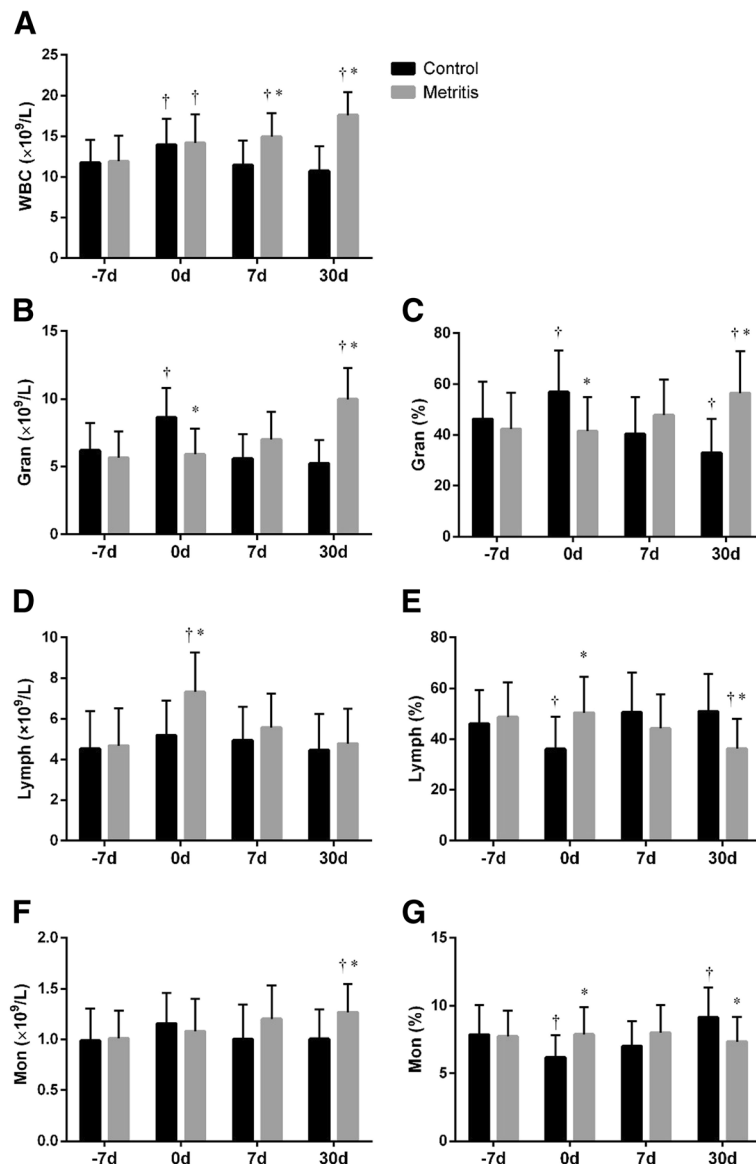 A
25
20
15
10
5
0
WBC (×10⁹/L)
† † †* †*
-7d 0d 7d 30d
Control
Metritis
B
15
10
5
0
Gran (×10⁹/L)
† * †*
-7d 0d 7d 30d
C
80
60
40
20
0
Gran (%)
† * † †*
-7d 0d 7d 30d
D
10
8
6
4
2
0
Lymph (×10⁹/L)
†*
-7d 0d 7d 30d
E
80
60
40
20
0
Lymph (%)
† * †*
-7d 0d 7d 30d
F
2.0
1.5
1.0
0.5
0.0
Mon (×10⁹/L)
†*
-7d 0d 7d 30d
G
15
10
5
0
Mon (%)
† * † *
-7d 0d 7d 30d